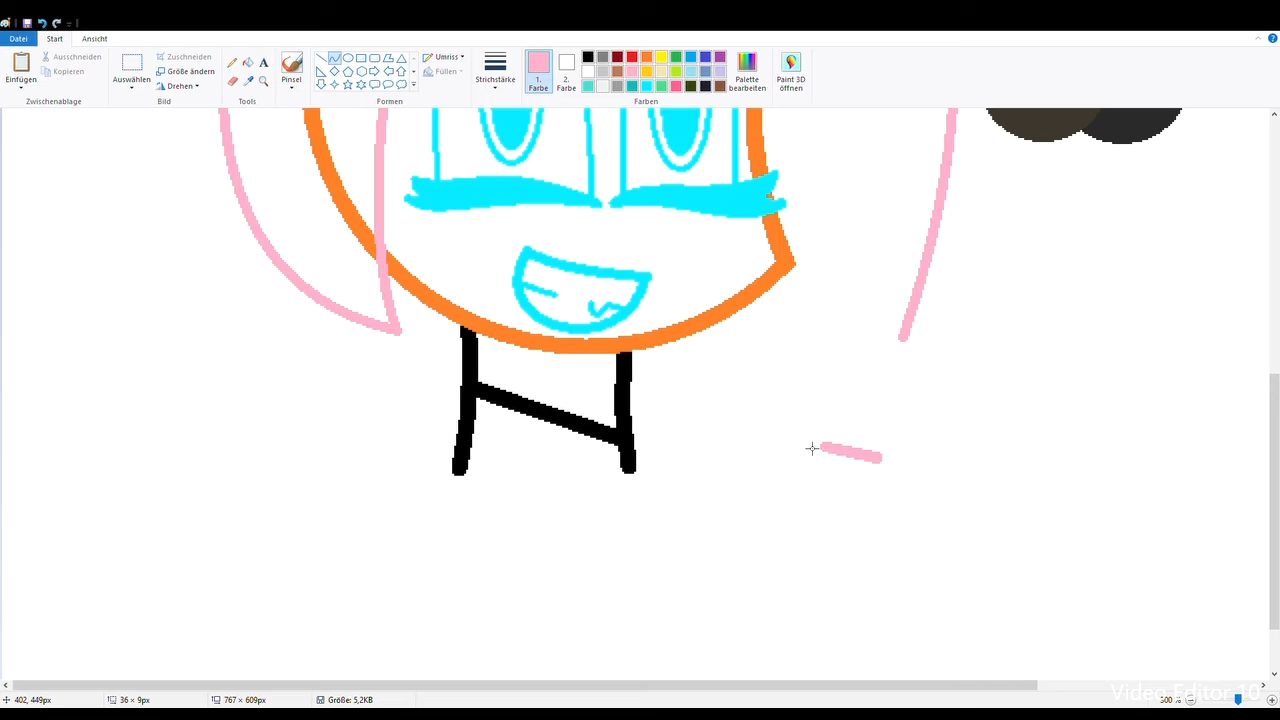 Datei Start Ansicht
Einfügen
Ausschneiden
Kopieren
Zwischenablage
Auswählen
Zuschneiden
Größe ändern
Drehen
Bild
Tools
Pinsel
Formen
Umriss
Füllen
Strichstärke
1.
Farbe
2.
Farbe
Farben
Palette
bearbeiten
Paint 3D
öffnen
402, 449px
36 × 9px
767 × 609px
Größe: 5,2KB
300 %
Video Editor 10